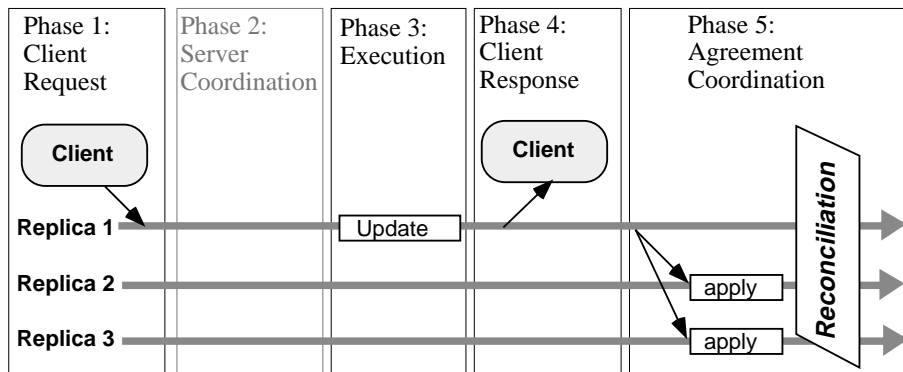 Phase 1:
Client
Request
Phase 2:
Server
Coordination
Phase 3:
Execution
Phase 4:
Client
Response
Phase 5:
Agreement
Coordination
Client
Client
Replica 1
Update
Replica 2
apply
Replica 3
apply
Reconciliation